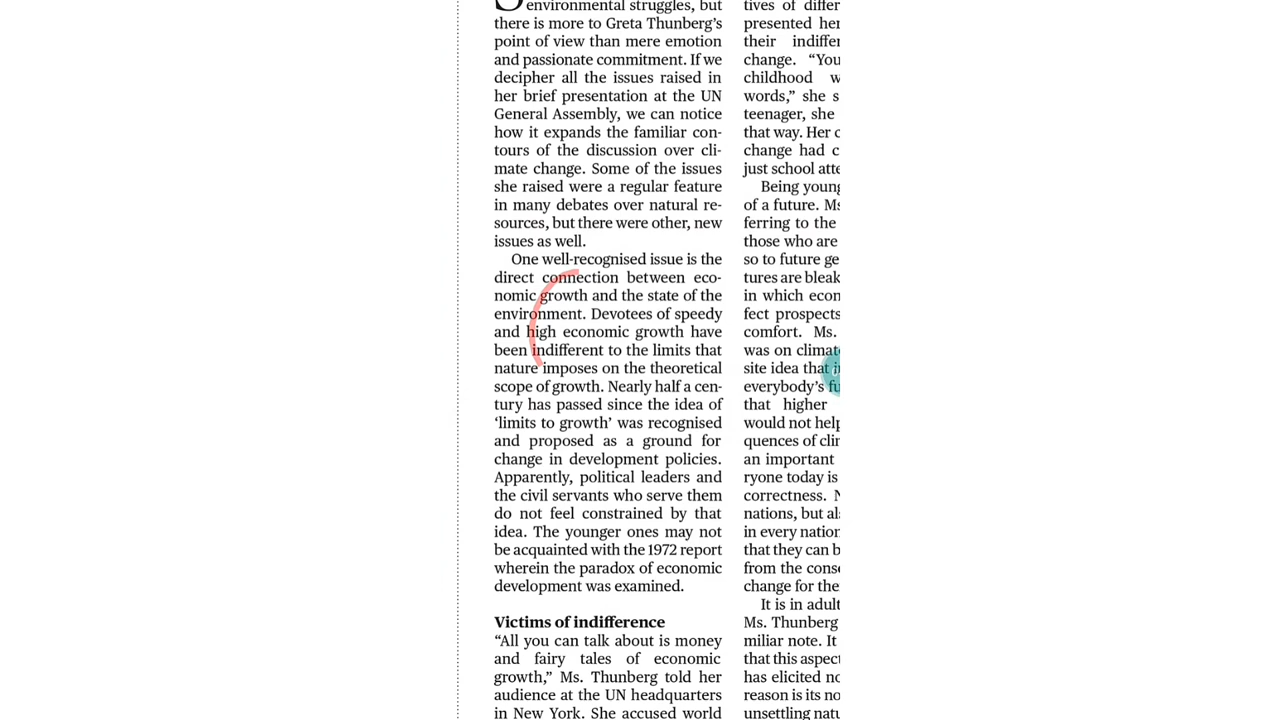 environmental struggles, but
there is more to Greta Thunberg's
point of view than mere emotion
and passionate commitment. If we
decipher all the issues raised in
her brief presentation at the UN
General Assembly, we can notice
how it expands the familiar con-
tours of the discussion over cli-
mate change. Some of the issues
she raised were a regular feature
in many debates over natural re-
sources, but there were other, new
issues as well.
One well-recognised issue is the
direct connection between eco-
nomic growth and the state of the
environment. Devotees of speedy
and high economic growth have
been indifferent to the limits that
nature imposes on the theoretical
scope of growth. Nearly half a cen-
tury has passed since the idea of
‘limits to growth’ was recognised
and proposed as a ground for
change in development policies.
Apparently, political leaders and
the civil servants who serve them
do not feel constrained by that
idea. The younger ones may not
be acquainted with the 1972 report
wherein the paradox of economic
development was examined.
Victims of indifference
“All you can talk about is money
and fairy tales of economic
growth,” Ms. Thunberg told her
audience at the UN headquarters
in New York. She accused world
tives of differ
presented her
their indiffer
change. “You
childhood w
words,” she s
teenager, she
that way. Her c
change had c
just school atte
Being young
of a future. Ms
ferring to the
those who are
so to future ge
tures are bleak
in which econ
fect prospects
comfort. Ms.
was on climate
site idea that i
everybody's fu
that higher
would not help
quences of clim
an important
ryone today is
correctness. N
nations, but al
in every nation
that they can b
from the conse
change for the
It is in adult
Ms. Thunberg
miliar note. It
that this aspect
has elicited no
reason is its no
unsettling natu